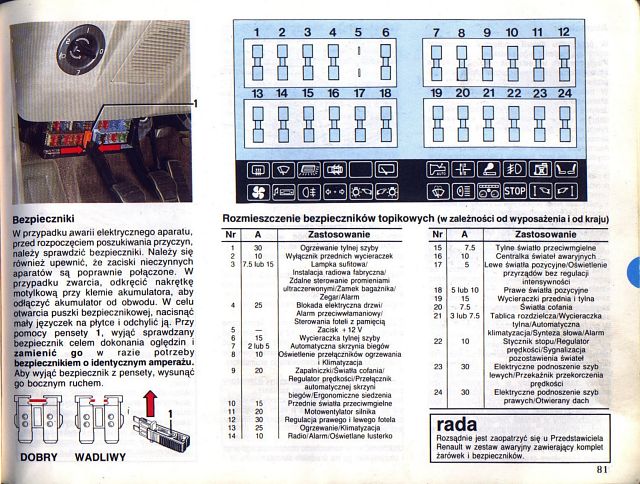 1
Bezpieczniki
W przypadku awarii elektrycznego aparatu,
przed rozpoczęciem poszukiwania przyczyn,
należy sprawdzić bezpieczniki. Należy się
również upewnić, że zaciski nieczynnych
aparatów są poprawnie połączone. W
przypadku zwarcia, odkręcić nakrętkę
motylkową przy klemie akumulatora, aby
odłączyć akumulator od obwodu. W celu
otwarcia puszki bezpiecznikowej, nacisnąć
mały języczek na płytce i odchylić ją. Przy
pomocy pensety 1, wyjąć sprawdzany
bezpiecznik celem dokonania oględzin i
zamienić go w razie potrzeby
bezpiecznikiem o identycznym amperażu.
Aby wyjąć bezpiecznik z pensety, wysunąć
go bocznym ruchem.
1
DOBRY WADLIWY
1 2 3 4 5 6 7 8 9 10 11 12
13 14 15 16 17 18 19 20 21 22 23 24
STOP
Rozmieszczenie bezpieczników topikowych (w zależności od wyposażenia i od kraju)
Nr A Zastosowanie
1 30 Ogrzewanie tylnej szyby
2 10 Wyłącznik przednich wycieraczek
3 7.5 lub 15 Lampka sufitowa/
Instalacja radiowa fabryczna/
Zdalne sterowanie promieniami
ultraczerwonymi/Zamek bagażnika/
Zegar/Alarm
4 25 Blokada elektryczna drzwi/
Alarm przeciwwłamaniowy/
Sterowania foteli z pamięcią
5 — Zacisk + 12 V
6 15 Wycieraczka tylnej szyby
7 2 lub 5 Automatyczna skrzynia biegów
8 10 Oświetlenie przełączników ogrzewania
i Klimatyzacja
9 20 Zapalniczki/Światła cofania/
Regulator prędkości/Przełącznik
automatycznej skrzyni
biegów/Ergonomiczne siedzenia
10 15 Przednie światła przeciwmgielne
11 20 Motowentylator silnika
12 30 Regulacja prawego i lewego fotela
13 25 Ogrzewanie/Klimatyzacja
14 10 Radio/Alarm/Oświetlane lusterko
Nr A Zastosowanie
15 7.5 Tylne światło przeciwmgielne
16 10 Centralka świateł awaryjnych
17 5 Lewe światła pozycyjne/Oświetlenie
przyrządów bez regulacji
intensywności
18 5 lub 10 Prawe światła pozycyjne
19 15 Wycieraczki przednia i tylna
20 7.5 Światła cofania
21 3 lub 7.5 Tablica rozdzielcza/Wycieraczka
tylna/Automatyczna
klimatyzacja/Synteza słowa/Alarm
22 10 Stycznik stopu/Regulator
prędkości/Sygnalizacja
pozostawienia świateł
23 30 Elektryczne podnoszenie szyb
lewych/Przekaźnik przekorczenia
prędkości
24 30 Elektryczne podnoszenie szyb
prawych/Otwierany dach
rada
Rozsądnie jest zaopatrzyć się u Przedstawiciela
Renault w zestaw awaryjny zawierający komplet
żarówek i bezpieczników.
81